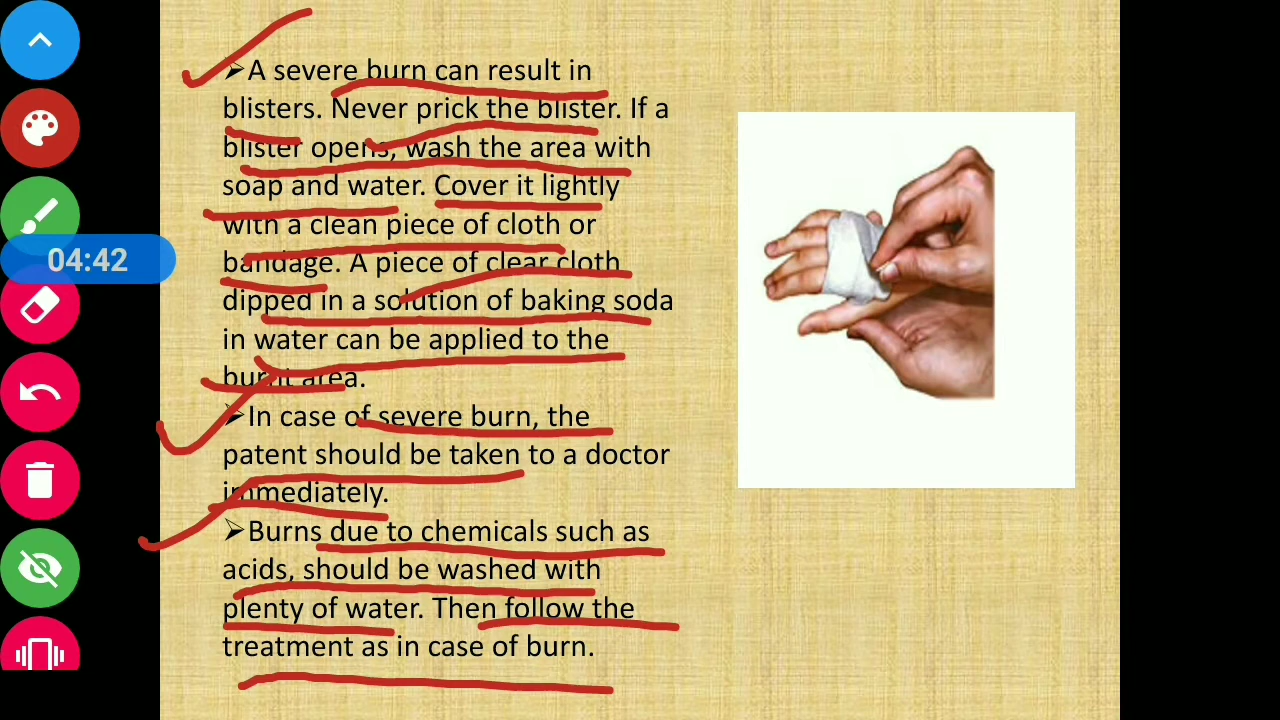 ➢A severe burn can result in
blisters. Never prick the blister. If a
blister opens, wash the area with
soap and water. Cover it lightly
with a clean piece of cloth or
bandage. A piece of clear cloth
dipped in a solution of baking soda
in water can be applied to the
burnt area.
➢In case of severe burn, the
patent should be taken to a doctor
immediately.
➢Burns due to chemicals such as
acids, should be washed with
plenty of water. Then follow the
treatment as in case of burn.
04:42